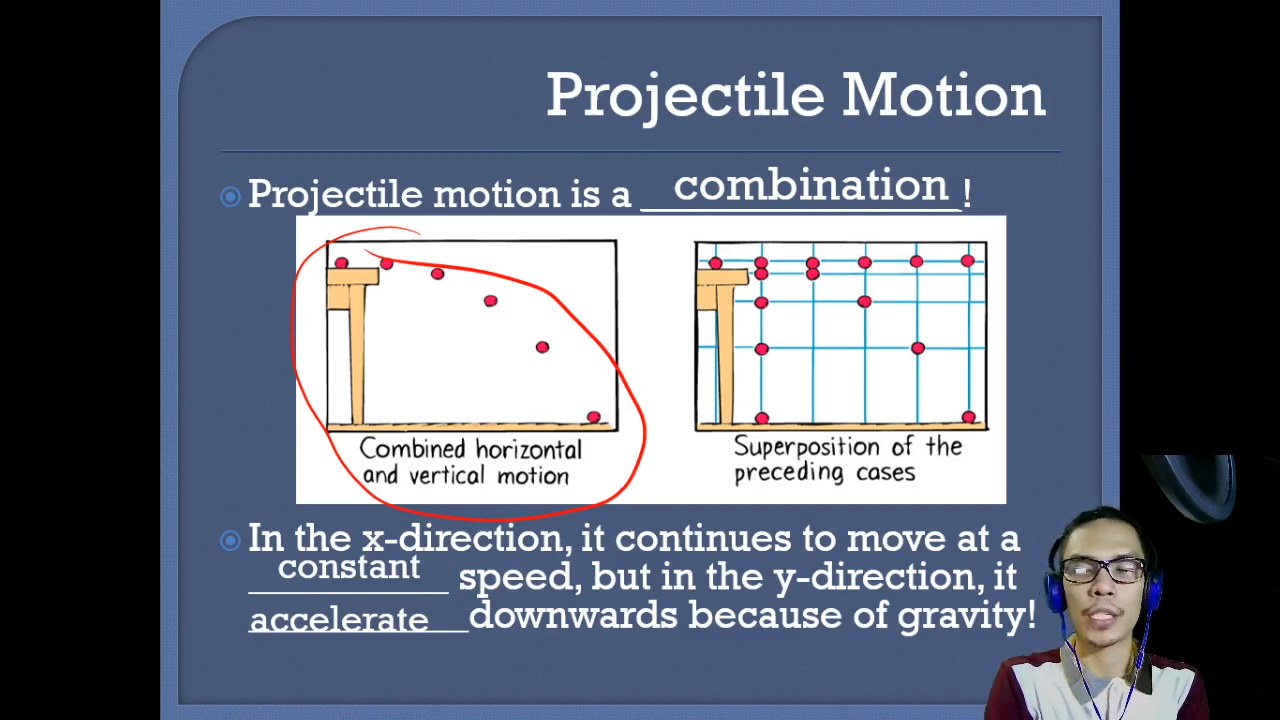 Projectile Motion
Projectile motion is a combination!
Combined horizontal
and vertical motion
Superposition of the
preceding cases
In the x-direction, it continues to move at a
constant speed, but in the y-direction, it
accelerate downwards because of gravity!